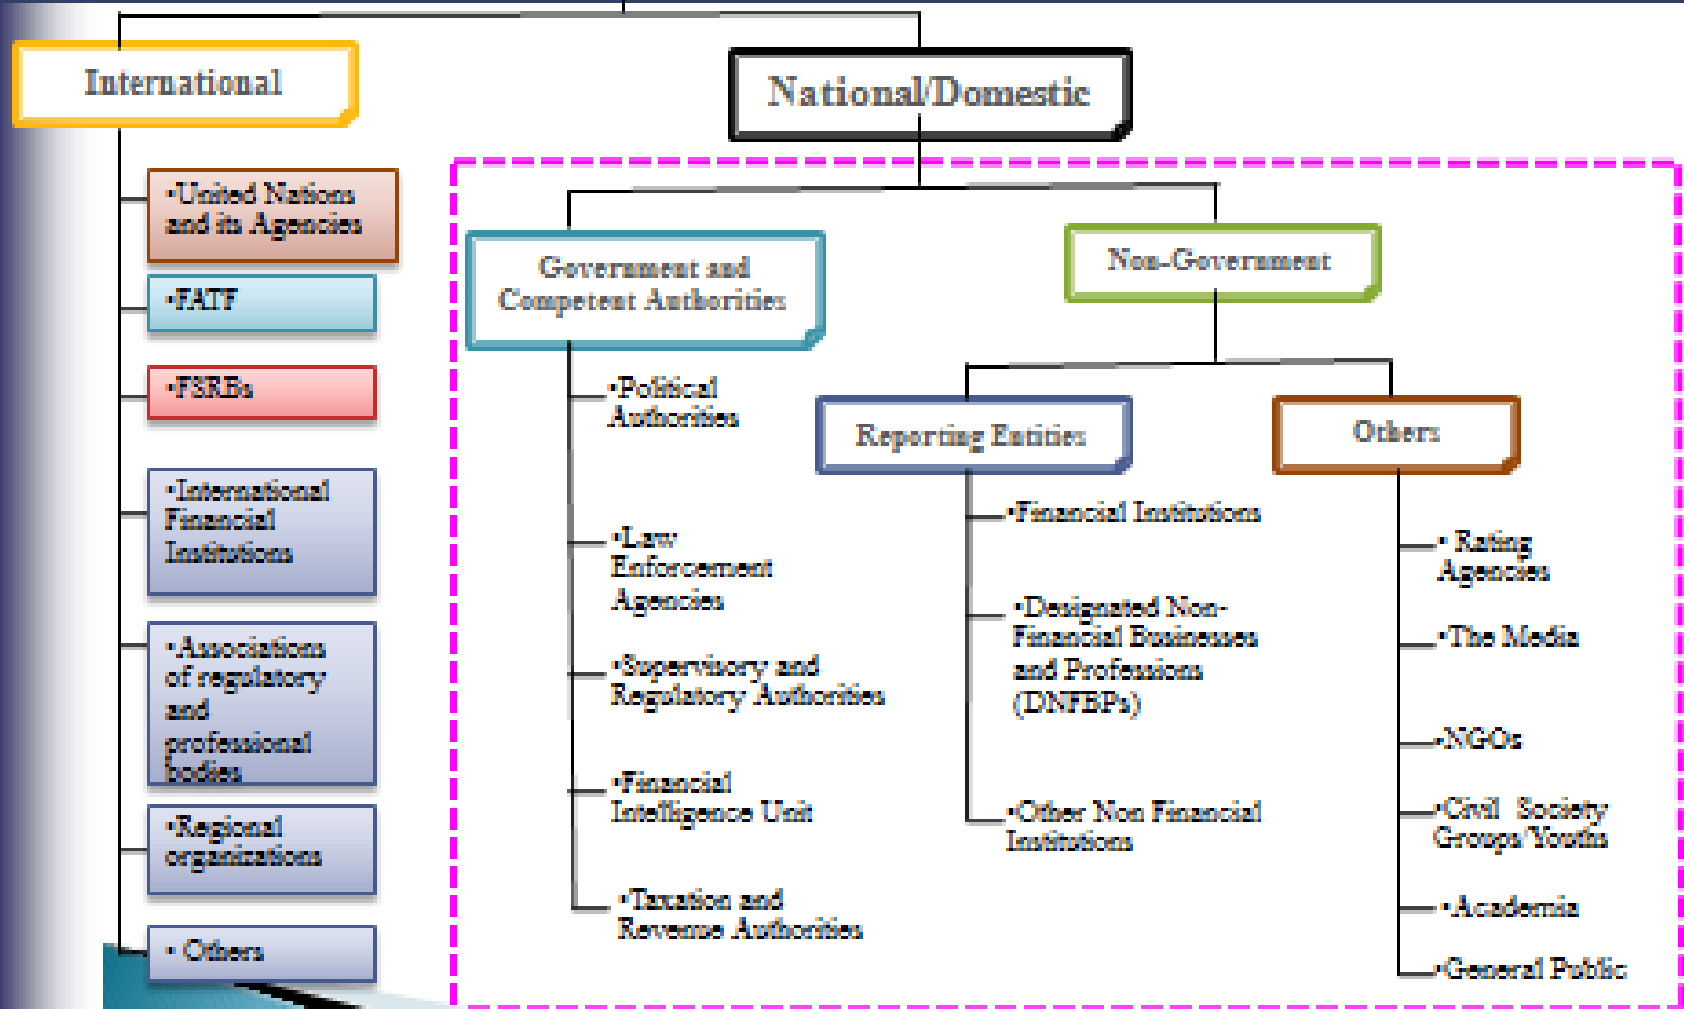 International
National/Domestic
•United Nations
and its Agencies
•FATF
•FSRBs
•International
Financial
Institutions
•Associations
of regulatory
and
professional
bodies
•Regional
organizations
• Others
Government and
Competent Authorities
•Political
Authorities
•Law
Enforcement
Agencies
•Supervisory and
Regulatory Authorities
•Financial
Intelligence Unit
•Taxation and
Revenue Authorities
Non-Government
Reporting Entities
•Financial Institutions
•Designated Non-
Financial Businesses
and Professions
(DNFBPs)
•Other Non Financial
Institutions
Others
• Rating
Agencies
•The Media
•NGOs
•Civil Society
Groups/Youths
•Academia
•General Public